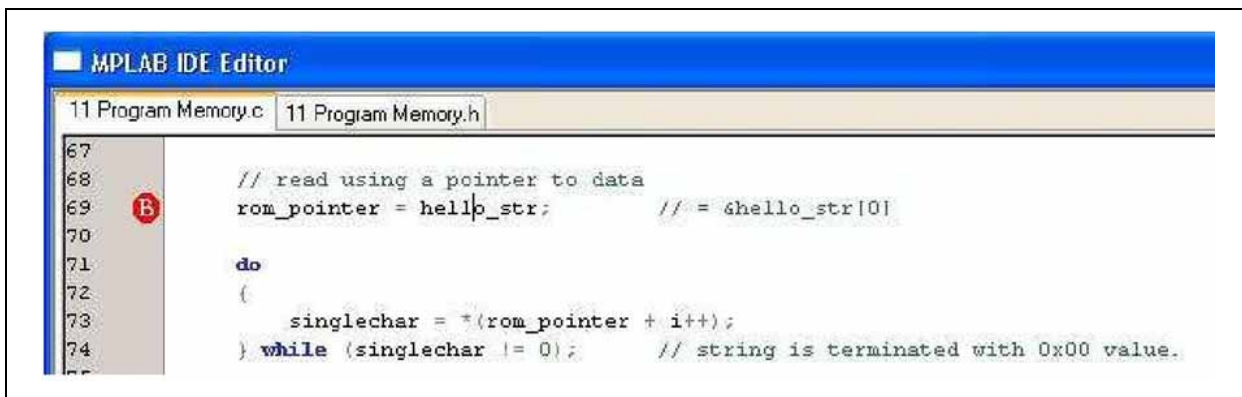 MPLAB IDE Editor
11 Program Memory.c 11 Program Memory.h
67
68 // read using a pointer to data
69 B rom_pointer = hello_str; // = &hello_str[0]
70
71 do
72 {
73 singlechar = *(rom_pointer + i++);
74 } while (singlechar != 0); // string is terminated with 0x00 value.